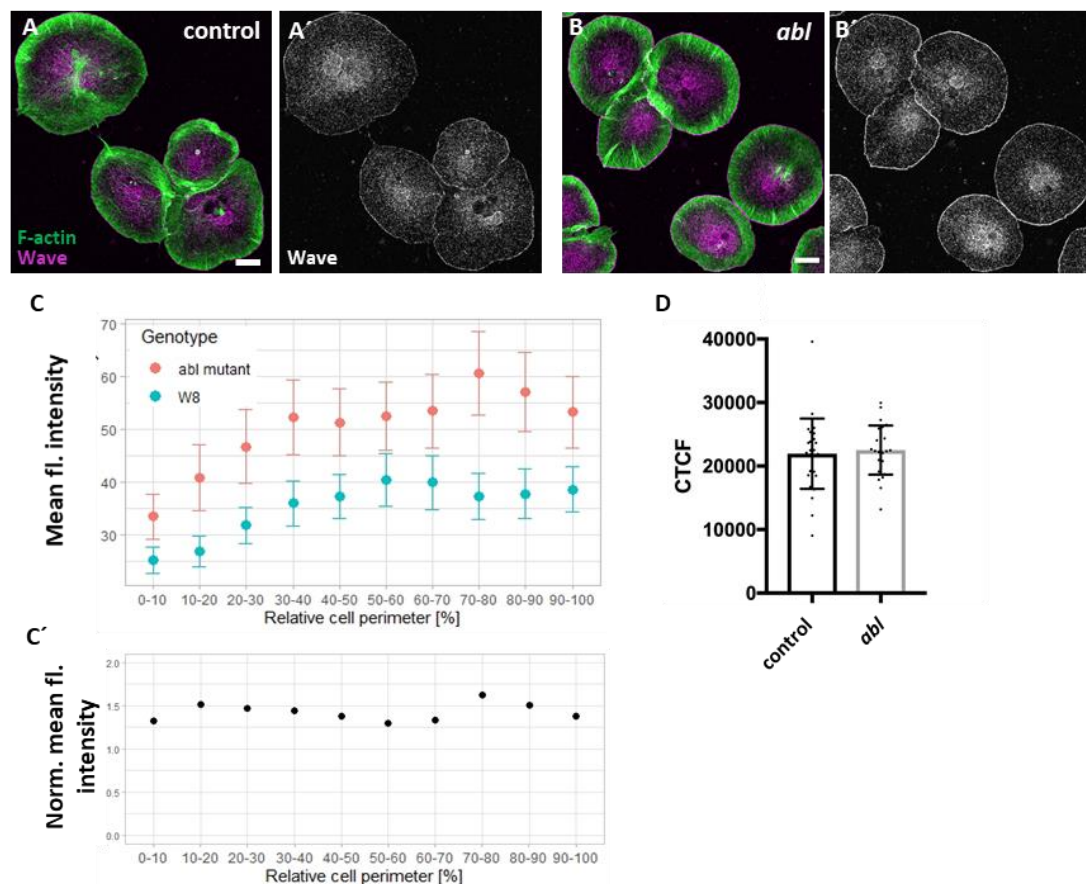 A
control
A´
B
abl
B´
F-actin
Wave
Wave
C
Mean fl. intensity
70
60
50
40
30
Genotype
abl mutant
W8
0-10 10-20 20-30 30-40 40-50 50-60 60-70 70-80 80-90 90-100
Relative cell perimeter [%]
C´
Norm. mean fl.
intensity
2.0
1.5
1.0
0.5
0.0
0-10 10-20 20-30 30-40 40-50 50-60 60-70 70-80 80-90 90-100
Relative cell perimeter [%]
D
CTCF
40000
30000
20000
10000
0
control
abl